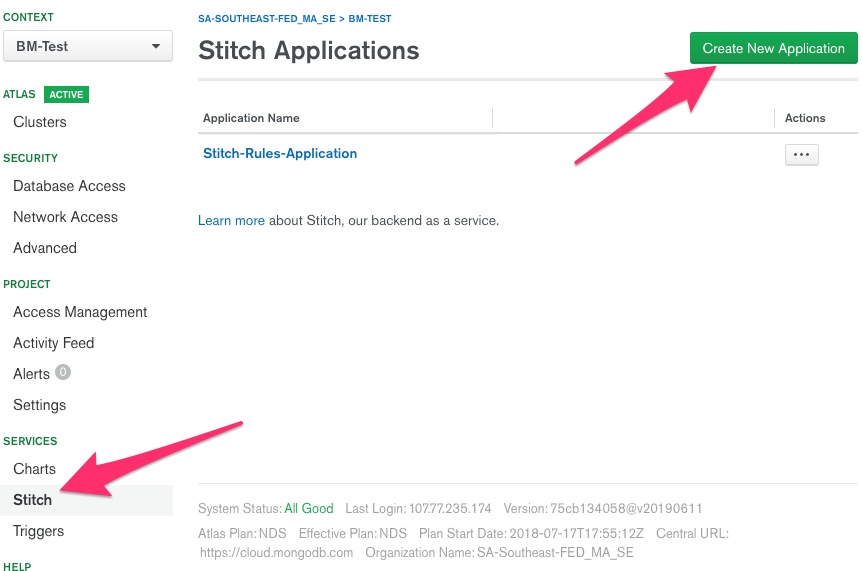 CONTEXT
BM-Test
ATLAS ACTIVE
Clusters
SECURITY
Database Access
Network Access
Advanced
PROJECT
Access Management
Activity Feed
Alerts 0
Settings
SERVICES
Charts
Stitch
Triggers
HELP
SA-SOUTHEAST-FED_MA_SE > BM-TEST
Stitch Applications
Create New Application
Application Name Actions
Stitch-Rules-Application
Learn more about Stitch, our backend as a service.
System Status: All Good Last Login: 107.77.235.174 Version: 75cb134058@v20190611
Atlas Plan: NDS Effective Plan: NDS Plan Start Date: 2018-07-17T17:55:12Z Central URL:
https://cloud.mongodb.com Organization Name: SA-Southeast-FED_MA_SE